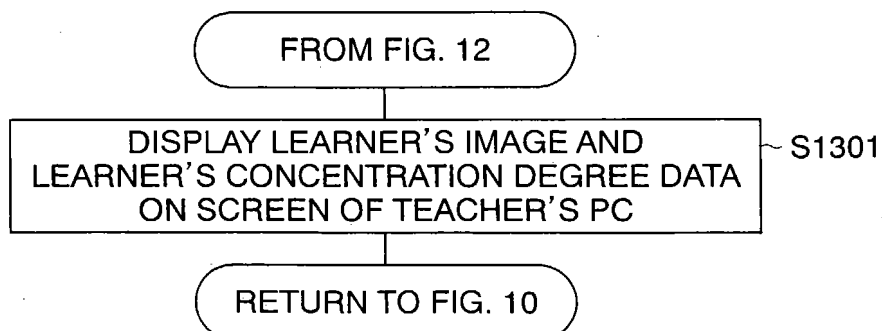 FROM FIG. 12
DISPLAY LEARNER'S IMAGE AND
LEARNER'S CONCENTRATION DEGREE DATA
ON SCREEN OF TEACHER'S PC
S1301
RETURN TO FIG. 10